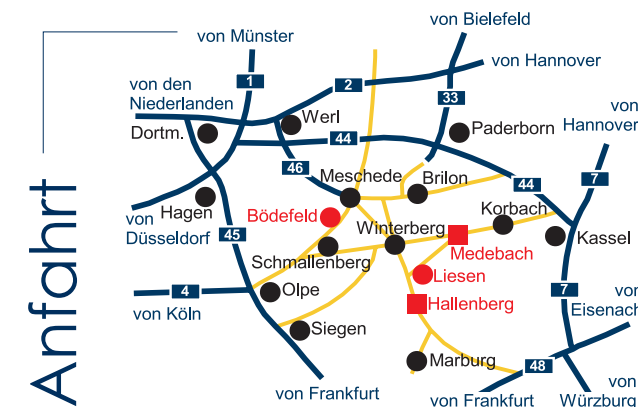 Anfahrt
von Bielefeld
von Münster
von Hannover
1
2
von den
Niederlanden
33
von
Hannover
Werl
Dortm.
44
Paderborn
46
Meschede
Brilon
44
7
Hagen
Bödefeld
Korbach
von
Düsseldorf
45
Winterberg
Kassel
Medebach
Schmallenberg
Liesen
4
Olpe
7
von
Eisenach
von Köln
Hallenberg
Siegen
Marburg
48
von Frankfurt
von Frankfurt
von
Würzburg